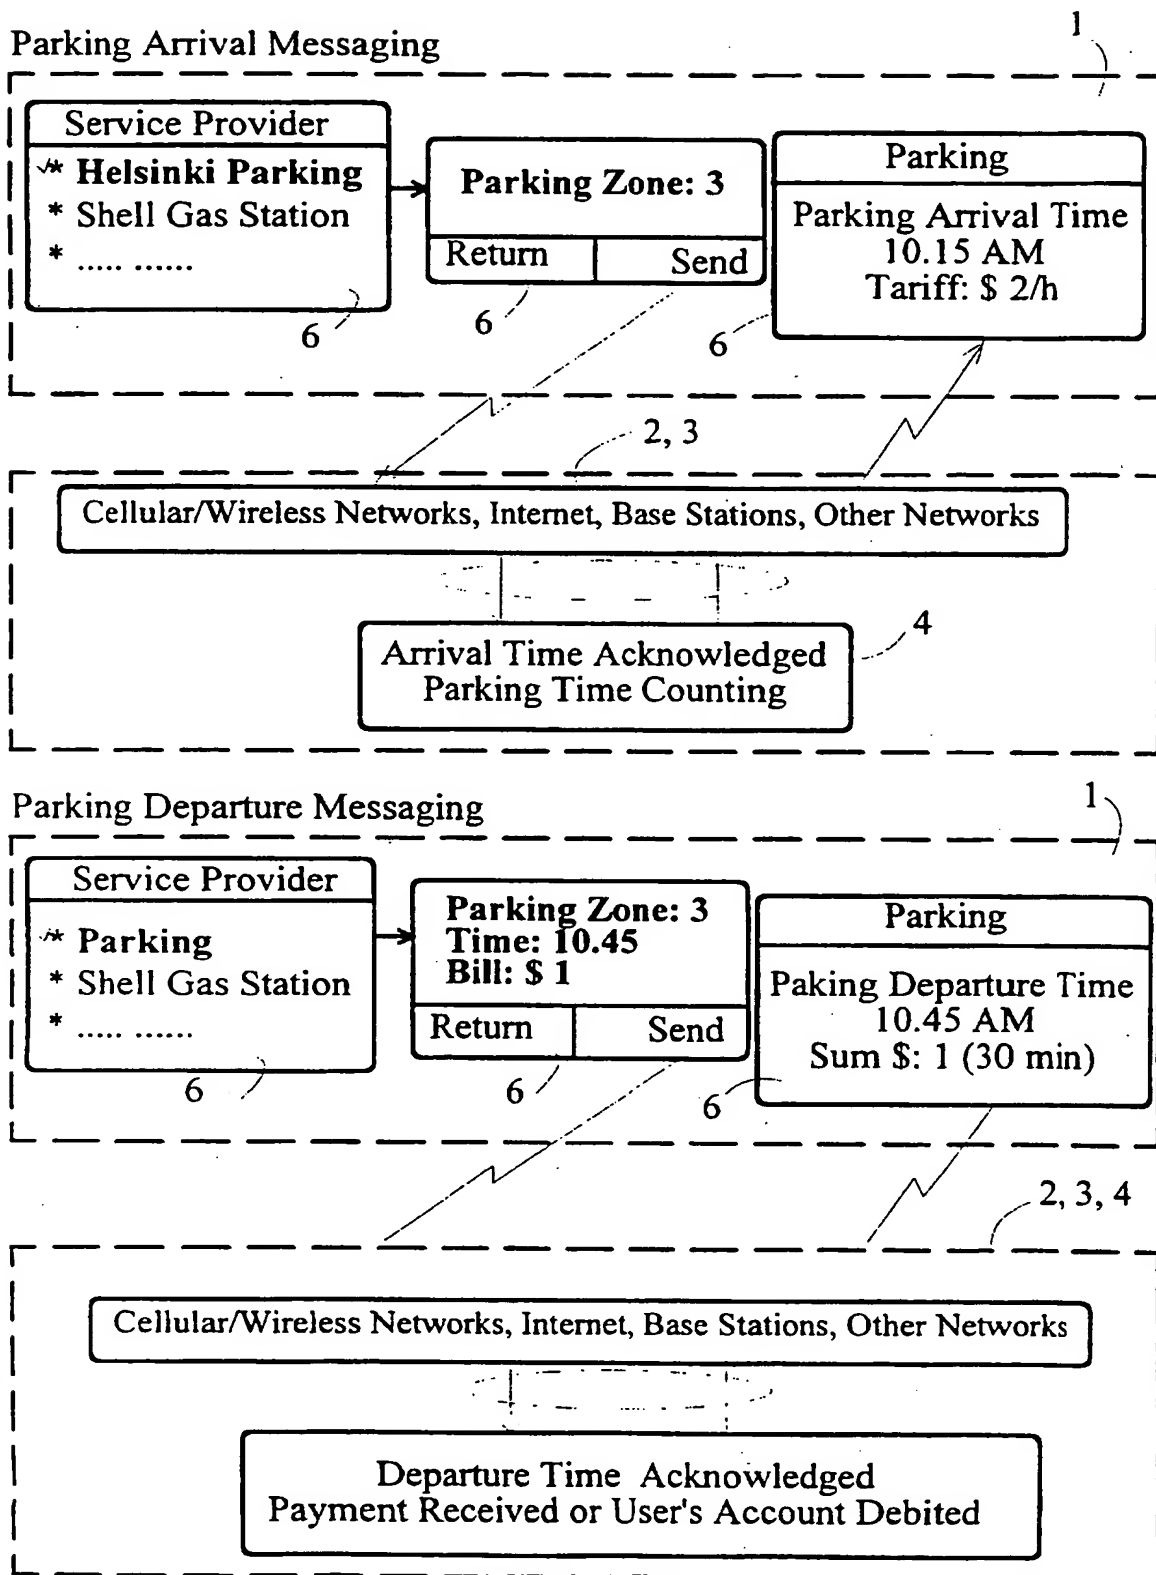 1
Parking Arrival Messaging
Service Provider
* Helsinki Parking
* Shell Gas Station
* ..... ......
6
Parking Zone: 3
Return
Send
6
Parking
Parking Arrival Time
10.15 AM
Tariff: $ 2/h
6
2, 3
Cellular/Wireless Networks, Internet, Base Stations, Other Networks
4
Arrival Time Acknowledged
Parking Time Counting
Parking Departure Messaging
1
Service Provider
* Parking
* Shell Gas Station
* ..... ......
6
Parking Zone: 3
Time: 10.45
Bill: $ 1
Return
Send
6
Parking
Paking Departure Time
10.45 AM
Sum $: 1 (30 min)
6
2, 3, 4
Cellular/Wireless Networks, Internet, Base Stations, Other Networks
Departure Time Acknowledged
Payment Received or User's Account Debited